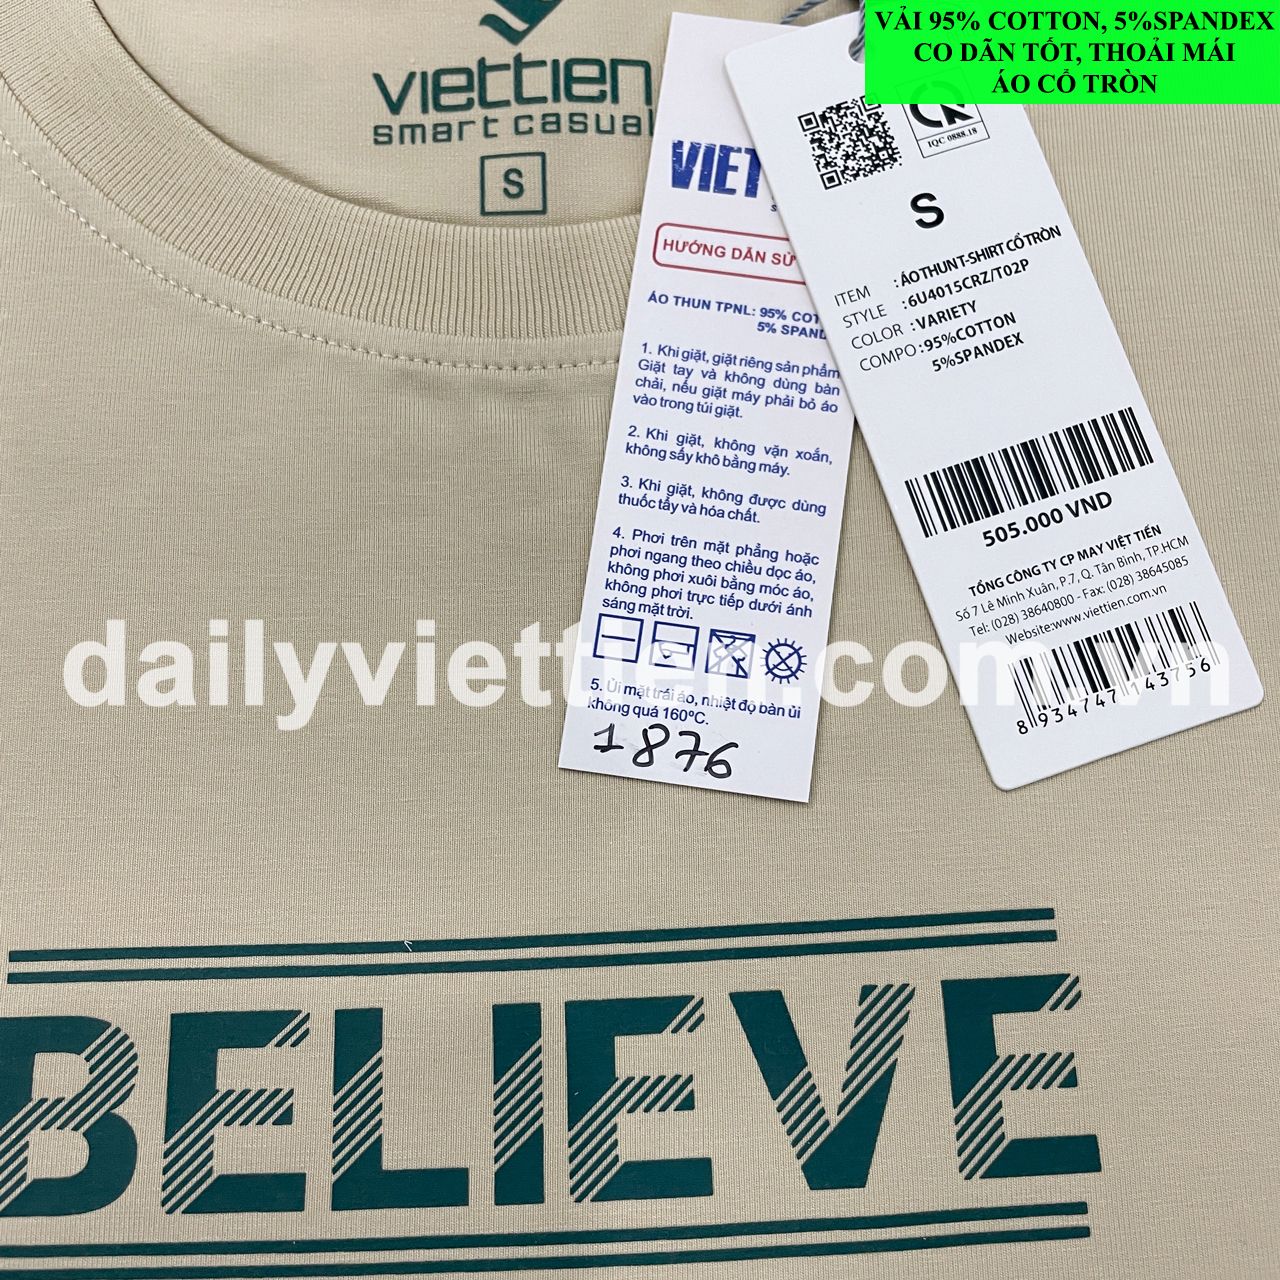 VẢI 95% COTTON, 5%SPANDEX
CO DÃN TỐT, THOẢI MÁI
ÁO CỔ TRÒN
VIETTIEN
smart casual
S
VIET
HƯỚNG DẪN SỬ
ÁO THUN TPNL: 95% COT
5% SPAND
1. Khi giặt, giặt riêng sản phẩm
Giặt tay và không dùng bàn
chải, nếu giặt máy phải bỏ áo
vào trong túi giặt.
2. Khi giặt, không vặn xoắn,
không sấy khô bằng máy.
3. Khi giặt, không được dùng
thuốc tẩy và hóa chất.
4. Phơi trên mặt phẳng hoặc
phơi ngang theo chiều dọc áo,
không phơi xuôi bằng móc áo,
không phơi trực tiếp dưới ánh
sáng mặt trời.
5. Ủi mặt trái áo, nhiệt độ bàn ủi
không quá 160ºC.
1876
IQC 0888.18
S
ITEM : ÁO THUN T-SHIRT CỔ TRÒN
STYLE : 6U4015CRZ/T02P
COLOR : VARIETY
COMPO : 95%COTTON
5%SPANDEX
505.000 VND
TỔNG CÔNG TY CP MAY VIỆT TIẾN
Số 7 Lê Minh Xuân, P.7, Q. Tân Bình, TP.HCM
Tel: (028) 38640800 - Fax: (028) 38645085
Website:www.viettien.com.vn
8 934747 143756
dailyviettien.com.vn
BELIEVE